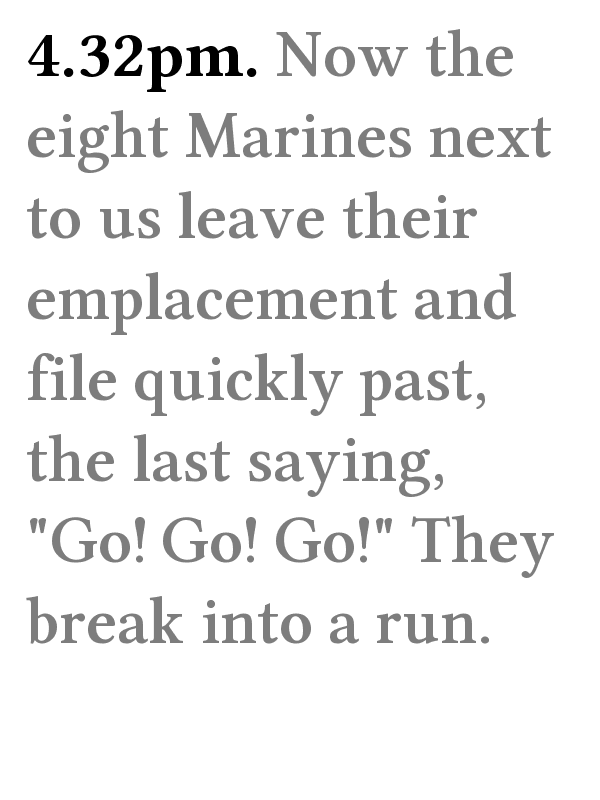 4.32pm. Now the
eight Marines next
to us leave their
emplacement and
file quickly past,
the last saying,
"Go! Go! Go!" They
break into a run.